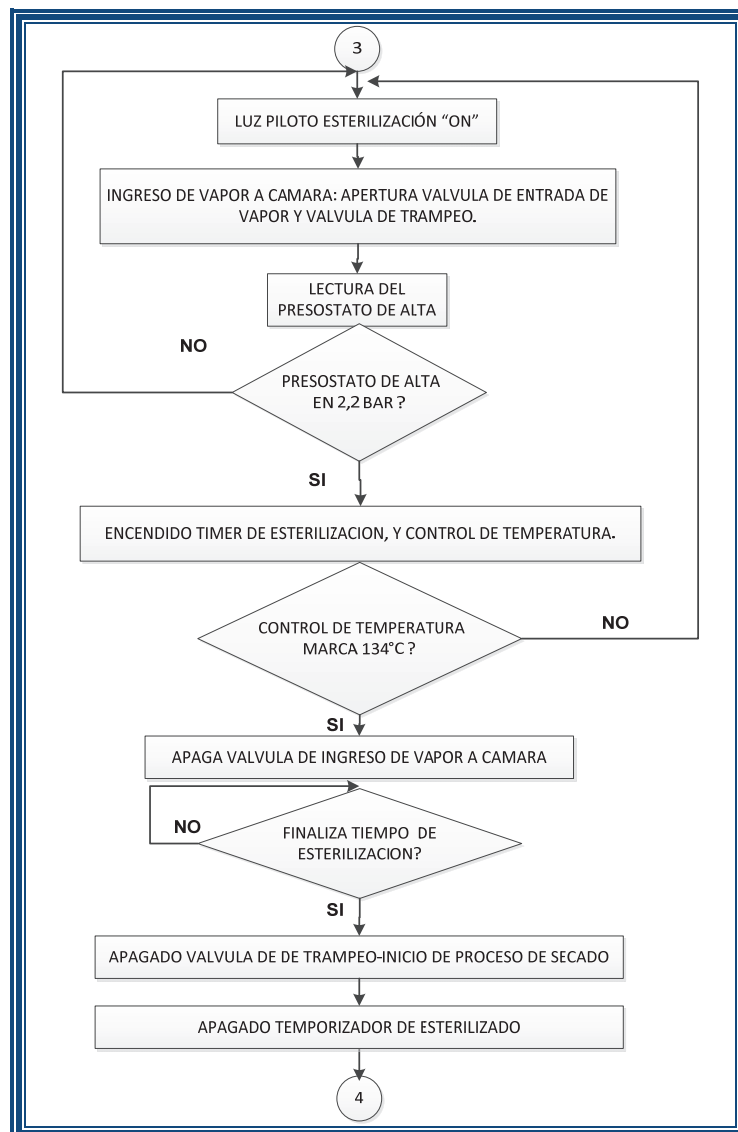 3
LUZ PILOTO ESTERILIZACIÓN “ON”
INGRESO DE VAPOR A CAMARA: APERTURA VALVULA DE ENTRADA DE
VAPOR Y VALVULA DE TRAMPEO.
LECTURA DEL
PRESOSTATO DE ALTA
NO
PRESOSTATO DE ALTA
EN 2,2 BAR ?
SI
ENCENDIDO TIMER DE ESTERILIZACION, Y CONTROL DE TEMPERATURA.
CONTROL DE TEMPERATURA
MARCA 134°C ?
NO
SI
APAGA VALVULA DE INGRESO DE VAPOR A CAMARA
NO
FINALIZA TIEMPO DE
ESTERILIZACION?
SI
APAGADO VALVULA DE DE TRAMPEO-INICIO DE PROCESO DE SECADO
APAGADO TEMPORIZADOR DE ESTERILIZADO
4